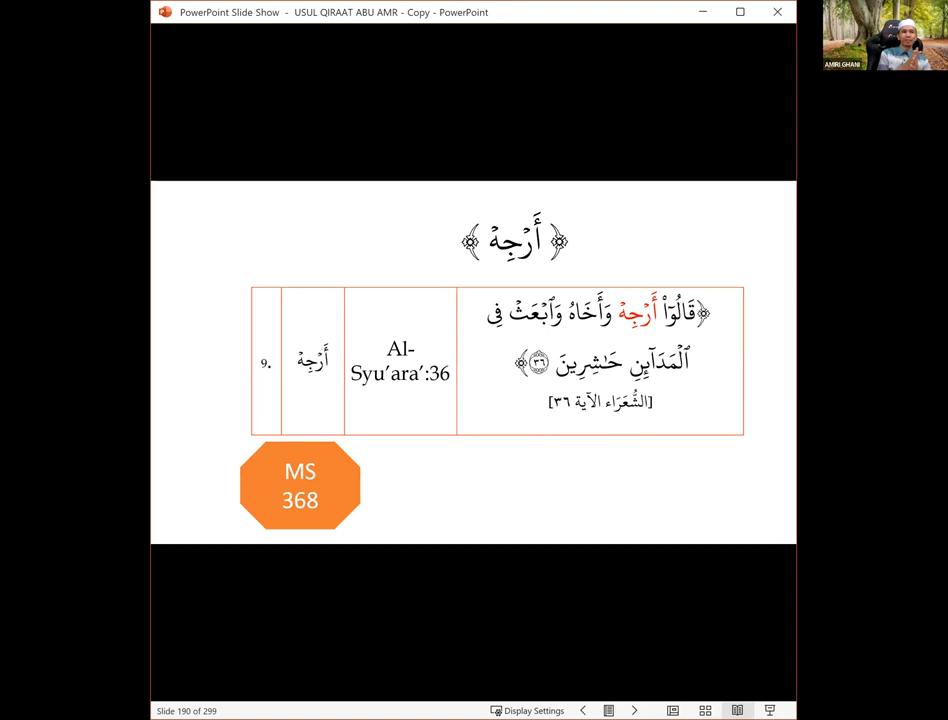 PowerPoint Slide Show - USUL QIRAAT ABU AMR - Copy - PowerPoint
AMIRI GHANI
﴿ أَرۡجِهۡ ﴾
9.
أَرۡجِهۡ
Al-
Syu’ara’:36
﴿قَالُوٓاْ أَرۡجِهۡ وَأَخَاهُ وَٱبۡعَثۡ فِي
ٱلۡمَدَآئِنِ حَٰشِرِينَ ٣٦﴾
[الشُّعَرَاء الآية ٣٦]
MS
368
Slide 190 of 299
Display Settings